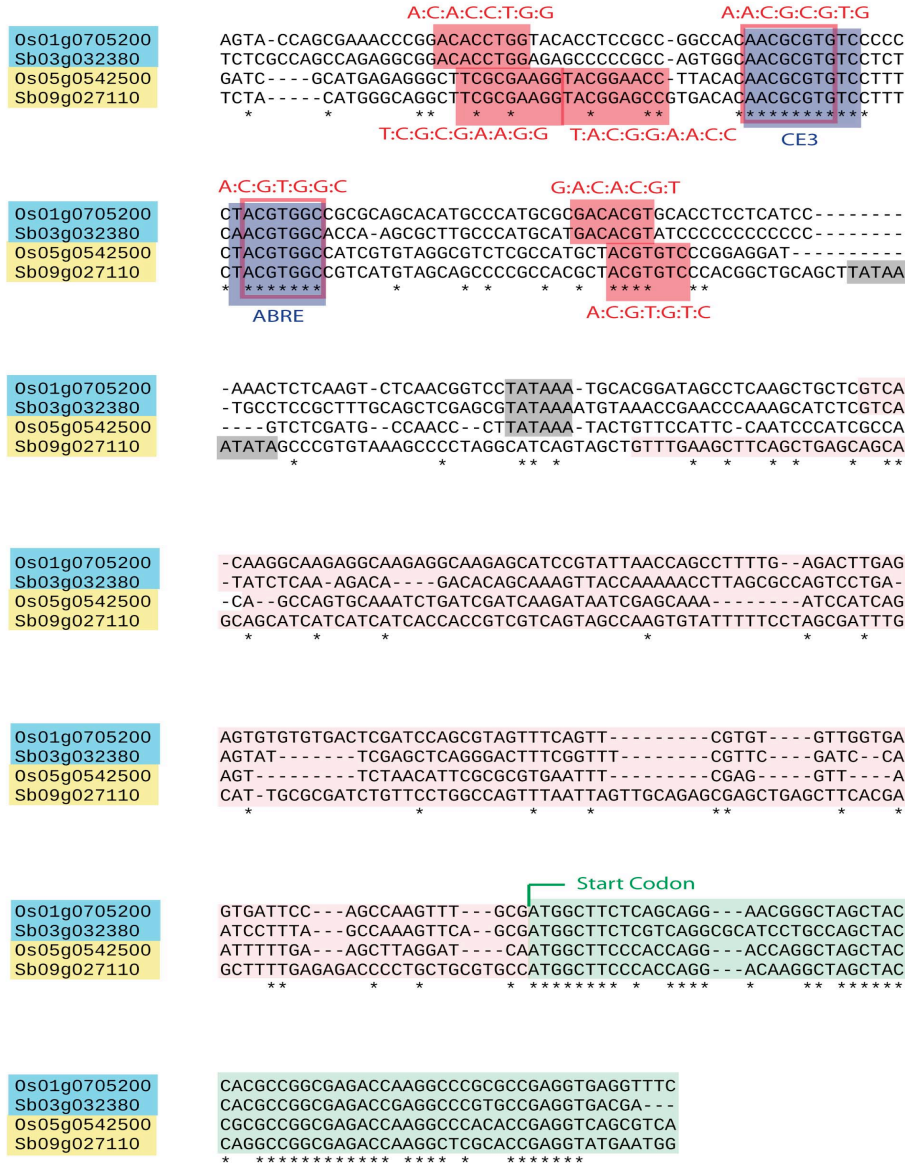 A:C:A:C:C:T:G:G A:A:C:G:C:G:T:G
Os01g0705200 AGTA-CCAGCGAAACCCGGACACCTGGTACACCTCCGCC-GGCCACAACGCGTGTCCCCC
Sb03g032380 TCTCGCCAGCCAGAGGCGGACACCTGGAGAGCCCCCGCC-AGTGGCAACGCGTGTCCTCT
Os05g0542500 GATC----GCATGAGAGGGCTTCGCGAAGGTACGGAACC-TTACACAACGCGTGTCCTTT
Sb09g027110 TCTA-----CATGGGCAGGCTTCGCGAAGGTACGGAGCCGTGACACAACGCGTGTCCTTT
* * ** * * * ** ***********
T:C:G:C:G:A:A:G:G T:A:C:G:G:A:A:C:C CE3
A:C:G:T:G:G:C G:A:C:A:C:G:T
Os01g0705200 CTACGTGGCCGCGCAGCACATGCCCATGCGCGACACGTGCACCTCCTCATCC--------
Sb03g032380 CAACGTGGCACCA-AGCGCTTGCCCATGCATGACACGTATCCCCCCCCCCCC--------
Os05g0542500 CTACGTGGCCATCGTGTAGGCGTCTCGCCATGCTACGTGTCCCGGAGGAT----------
Sb09g027110 CTACGTGGCCGTCATGTAGCAGCCCCGCCACGCTACGTGTCCCACGGCTGCAGCTTATAA
* ******* * * * * * **** **
ABRE A:C:G:T:G:T:C
Os01g0705200 -AAACTCTCAAGT-CTCAACGGTCCTATAAA-TGCACGGATAGCCTCAAGCTGCTCGTCA
Sb03g032380 -TGCCTCCGCTTTGCAGCTCGAGCGTATAAAATGTAAACCGAACCCAAAGCATCTCGTCA
Os05g0542500 ----GTCTCGATG--CCAACC--CTTATAAA-TACTGTTCCATTC-CAATCCCATCGCCA
Sb09g027110 ATATAGCCCGTGTAAAGCCCCTAGGCATCAGTAGCTGTTTGAAGCTTCAGCTGAGCAGCA
* * ** * * * * * * **
Os01g0705200 -CAAGGCAAGAGGCAAGAGGCAAGAGCATCCGTATTAACCAGCCTTTTG--AGACTTGAG
Sb03g032380 -TATCTCAA-AGACA----GACACAGCAAAGTTACCAAAAACCTTAGCGCCAGTCCTGA-
Os05g0542500 -CA--GCCAGTGCAAATCTGATCGATCAAGATAATCGAGCAAA--------ATCCATCAG
Sb09g027110 GCAGCATCATCATCATCACCACCGTCGTCAGTAGCCAAGTGTATTTTTCCTAGCGATTTG
* * * * * *
Os01g0705200 AGTGTGTGTGACTCGATCCAGCGTAGTTTCAGTT---------CGTGT---GTTGGTGA
Sb03g032380 AGTAT-------TCGAGCTCAGGGACTTTCGGTTT--------CGTTC---GATC--CA
Os05g0542500 AGT---------TCTAACATTCGCGCGTGAATTT---------CGAG----GTT----A
Sb09g027110 CAT-TGCGCGATCTGTTCCTGGCCAGTTTAATTAGTTGCAGAGCGAGCTGAGCTTCACGA
* * * * ** * *
Start Codon
Os01g0705200 GTGATTCC---AGCCAAGTTT---GCGATGGCTTCTCAGCAGG---AACGGGCTAGCTAC
Sb03g032380 ATCCTTTA---GCCAAAGTTCA--GCGATGGCTTCTCGTCAGGCGCATCCTGCCAGCTAC
Os05g0542500 ATTTTTGA---AGCTTAGGAT---CAATGGCTTCCCACCAGG---ACCAGGCTAGCTAC
Sb09g027110 GCTTTTGAGAGACCCCTGCTGCGTGCCATGGCTTCCCACCAGG---ACAAGGCTAGCTAC
** * * * ******** * **** * ** ******
Os01g0705200 CACGCCGGCGAGACCAAGGCCCGCGCCGAGGTGAGGTTTC
Sb03g032380 CACGCCGGCGAGACCGAGGCCCGTGCCGAGGTGACGA---
Os05g0542500 CGCGCCGGCGAGACCAAGGCCCACACCGAGGTCAGCGTCA
Sb09g027110 CAGGCCGGCGAGACCAAGGCTCGCACCGAGGTATGAATGG
* ************ **** * *******